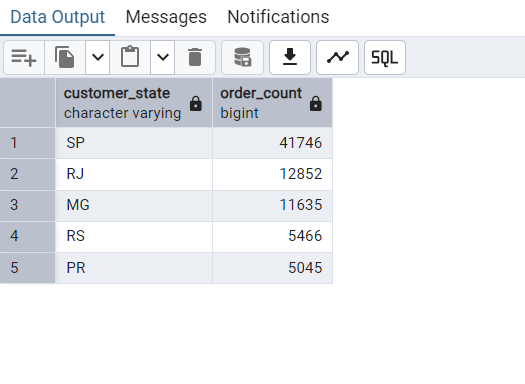 Data Output Messages Notifications
SQL
customer_state order_count
character varying bigint
1 SP 41746
2 RJ 12852
3 MG 11635
4 RS 5466
5 PR 5045